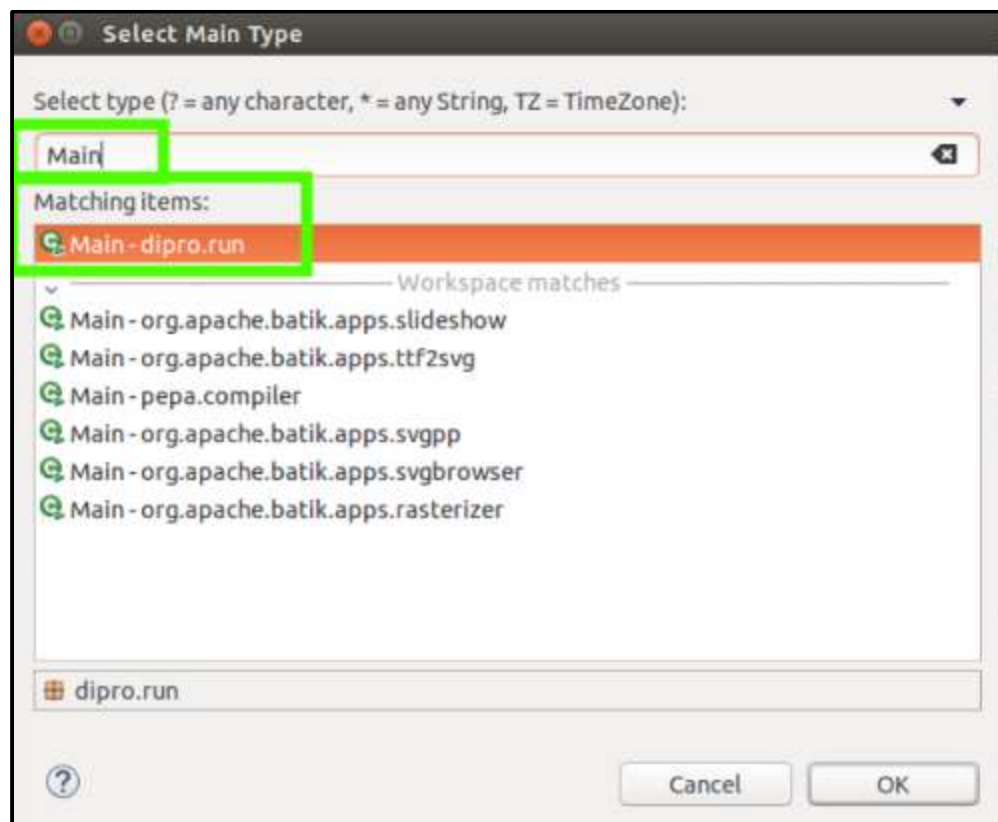 Select Main Type
Select type (? = any character, * = any String, TZ = TimeZone):
Main
Matching items:
Main - dipro.run
Workspace matches
Main - org.apache.batik.apps.slideshow
Main - org.apache.batik.apps.ttf2svg
Main - pepa.compiler
Main - org.apache.batik.apps.svgpp
Main - org.apache.batik.apps.svgbrowser
Main - org.apache.batik.apps.rasterizer
dipro.run
Cancel OK